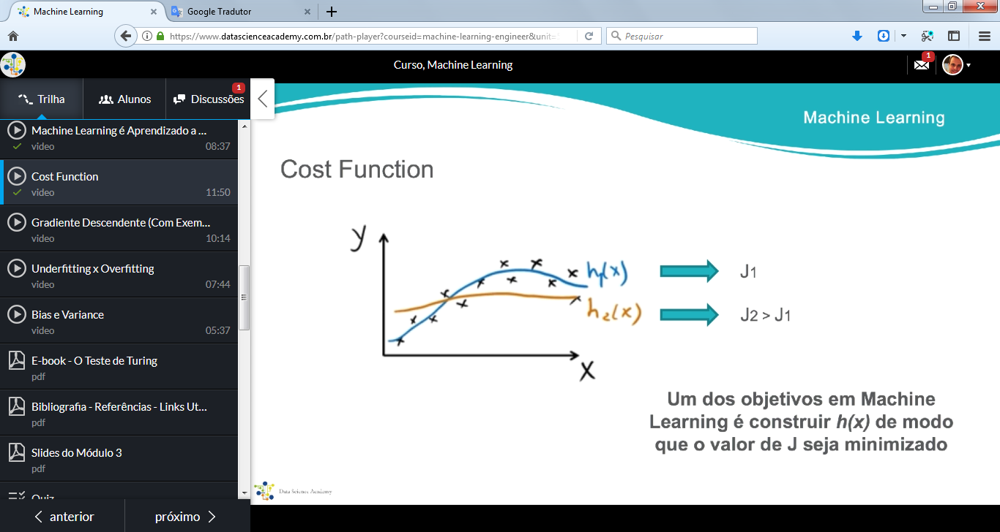 Machine Learning
Google Tradutor
https://www.datascienceacademy.com.br/path-player?courseid=machine-learning-engineer&unit=
Pesquisar
Curso, Machine Learning
1
Trilha
Alunos
Discussões
1
Machine Learning é Aprendizado a ...
video 08:37
Cost Function
video 11:50
Gradiente Descendente (Com Exem...
video 10:14
Underfitting x Overfitting
video 07:44
Bias e Variance
video 05:37
E-book - O Teste de Turing
pdf
Bibliografia - Referências - Links Ut...
pdf
Slides do Módulo 3
pdf
Quiz
anterior
próximo
Machine Learning
Cost Function
y
h1(x)
J1
h2(x)
J2 > J1
X
Um dos objetivos em Machine
Learning é construir h(x) de modo
que o valor de J seja minimizado
Data Science Academy